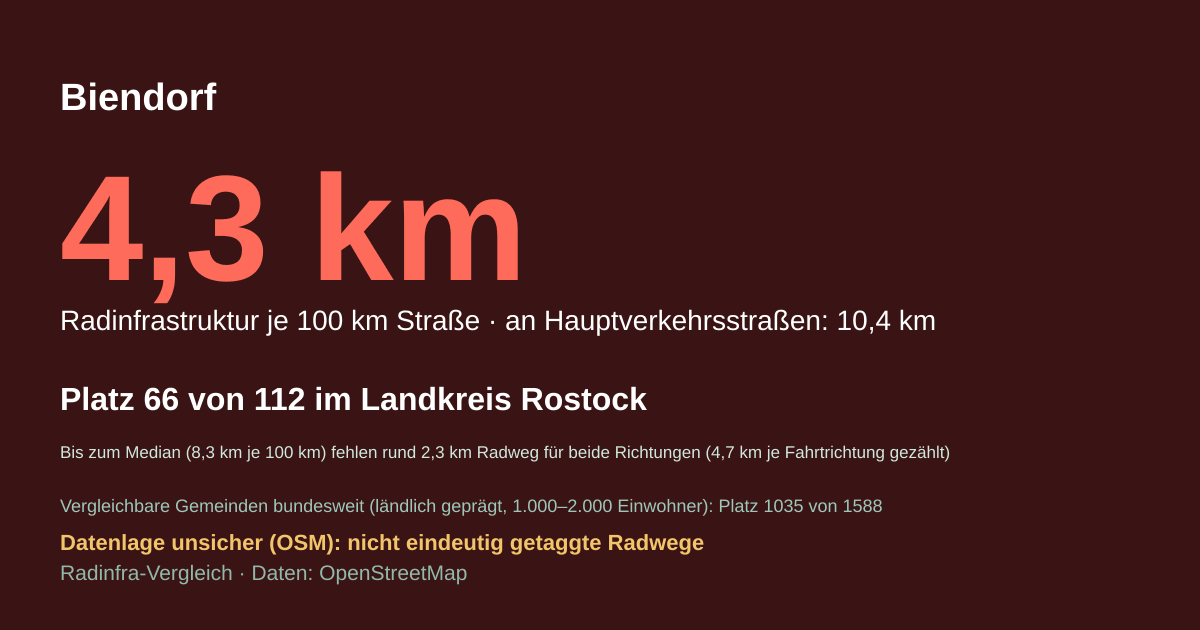 Biendorf
4,3 km
Radinfrastruktur je 100 km Straße · an Hauptverkehrsstraßen: 10,4 km
Platz 66 von 112 im Landkreis Rostock
Bis zum Median (8,3 km je 100 km) fehlen rund 2,3 km Radweg für beide Richtungen (4,7 km je Fahrtrichtung gezählt)
Vergleichbare Gemeinden bundesweit (ländlich geprägt, 1.000–2.000 Einwohner): Platz 1035 von 1588
Datenlage unsicher (OSM): nicht eindeutig getaggte Radwege
Radinfra-Vergleich · Daten: OpenStreetMap